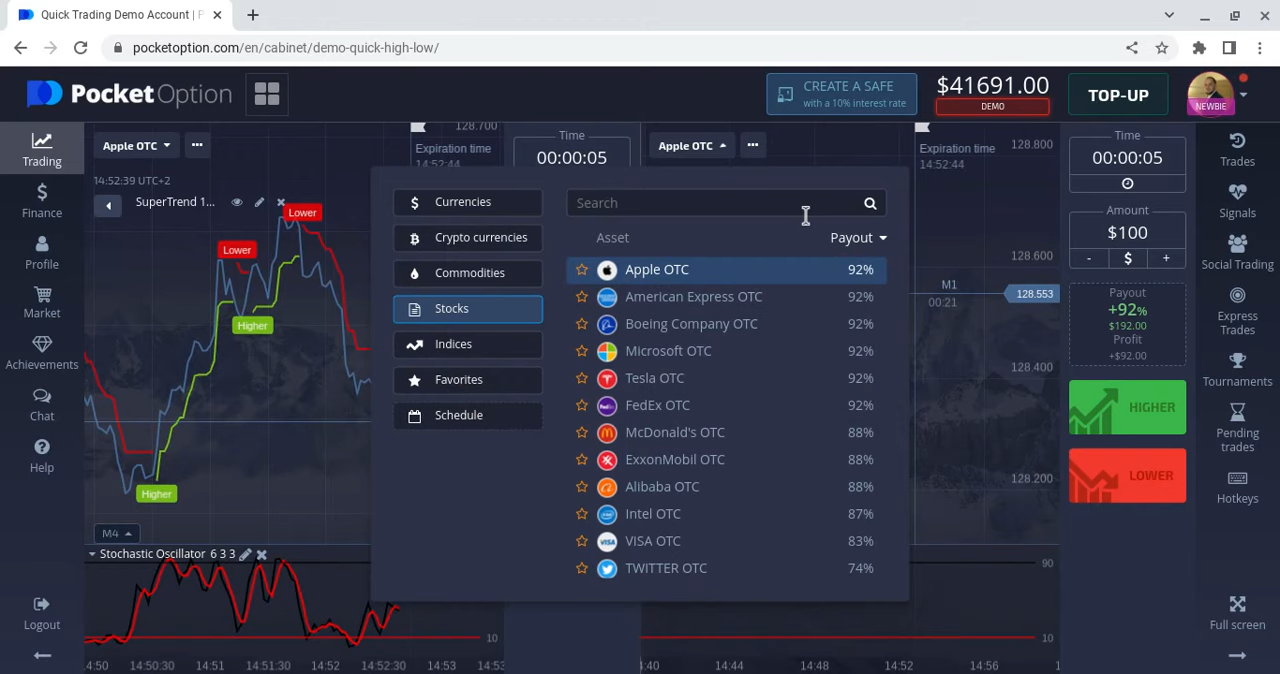 Quick Trading Demo Account | P
pocketoption.com/en/cabinet/demo-quick-high-low/
PocketOption
CREATE A SAFE
with a 10% interest rate
$41691.00
DEMO
TOP-UP
NEWBIE
Trading
Finance
Profile
Market
Achievements
Chat
Help
Logout
Apple OTC
14:52:39 UTC+2
SuperTrend 1...
Lower
Lower
Higher
Higher
M4
Stochastic Oscillator 6 3 3
128.700
Expiration time
14:52:44
Time
00:00:05
Apple OTC
Currencies
Crypto currencies
Commodities
Stocks
Indices
Favorites
Schedule
Search
Asset Payout
Apple OTC 92%
American Express OTC 92%
Boeing Company OTC 92%
Microsoft OTC 92%
Tesla OTC 92%
FedEx OTC 92%
McDonald's OTC 88%
ExxonMobil OTC 88%
Alibaba OTC 88%
Intel OTC 87%
VISA OTC 83%
TWITTER OTC 74%
Expiration time
14:52:44
128.800
128.600
M1
00:21
128.553
128.400
128.200
90
10
10
14:50 14:50:30 14:51 14:51:30 14:52 14:52:30 14:53 14:53
:40 14:44 14:48 14:52 14:56 1
Time
00:00:05
Amount
$100
- $ +
Payout
+92%
$192.00
Profit
+$92.00
HIGHER
LOWER
Trades
Signals
Social Trading
Express
Trades
Tournaments
Pending
trades
Hotkeys
Full screen